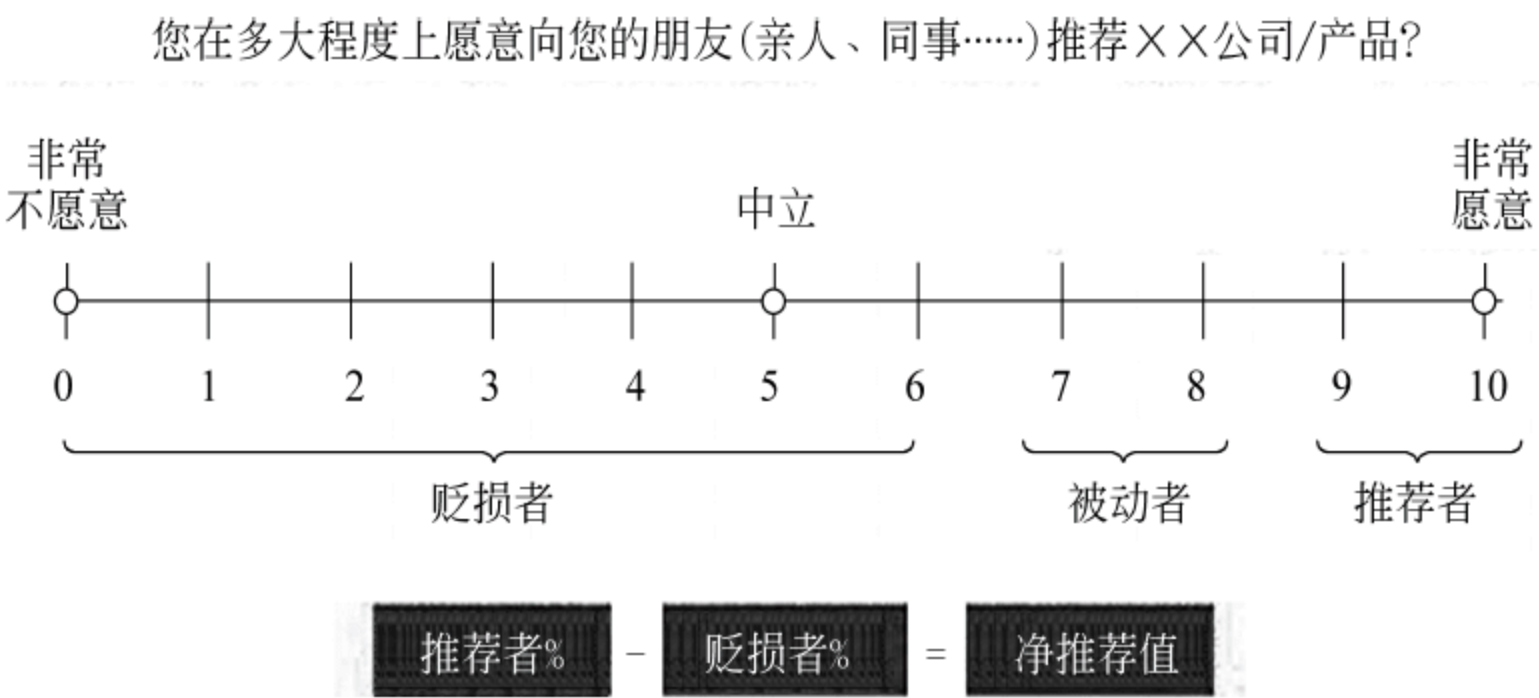 您在多大程度上愿意向您的朋友(亲人、同事……)推荐××公司/产品?
非常
不愿意
中立
非常
愿意
0 1 2 3 4 5 6 7 8 9 10
贬损者 被动者 推荐者
推荐者% − 贬损者% = 净推荐值